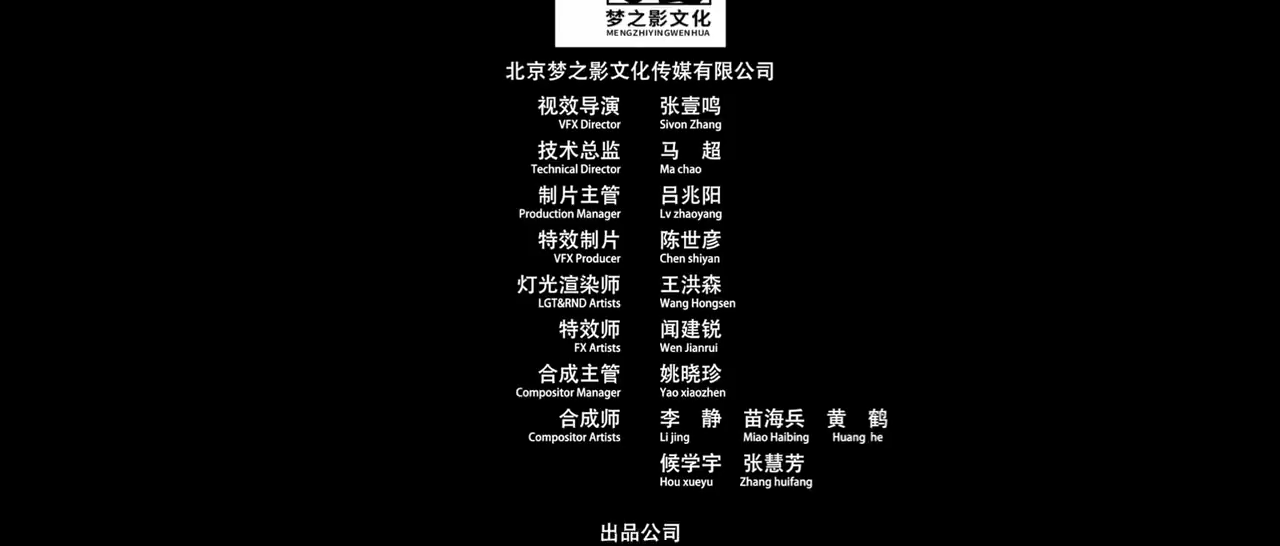 梦之影文化
MENGZHIYINGWENHUA
北京梦之影文化传媒有限公司
视效导演 张壹鸣
VFX Director Sivon Zhang
技术总监 马 超
Technical Director Ma chao
制片主管 吕兆阳
Production Manager Lv zhaoyang
特效制片 陈世彦
VFX Producer Chen shiyan
灯光渲染师 王洪森
LGT&RND Artists Wang Hongsen
特效师 闻建锐
FX Artists Wen Jianrui
合成主管 姚晓珍
Compositor Manager Yao xiaozhen
合成师 李 静 苗海兵 黄 鹤
Compositor Artists Li jing Miao Haibing Huang he
候学宇 张慧芳
Hou xueyu Zhang huifang
出品公司